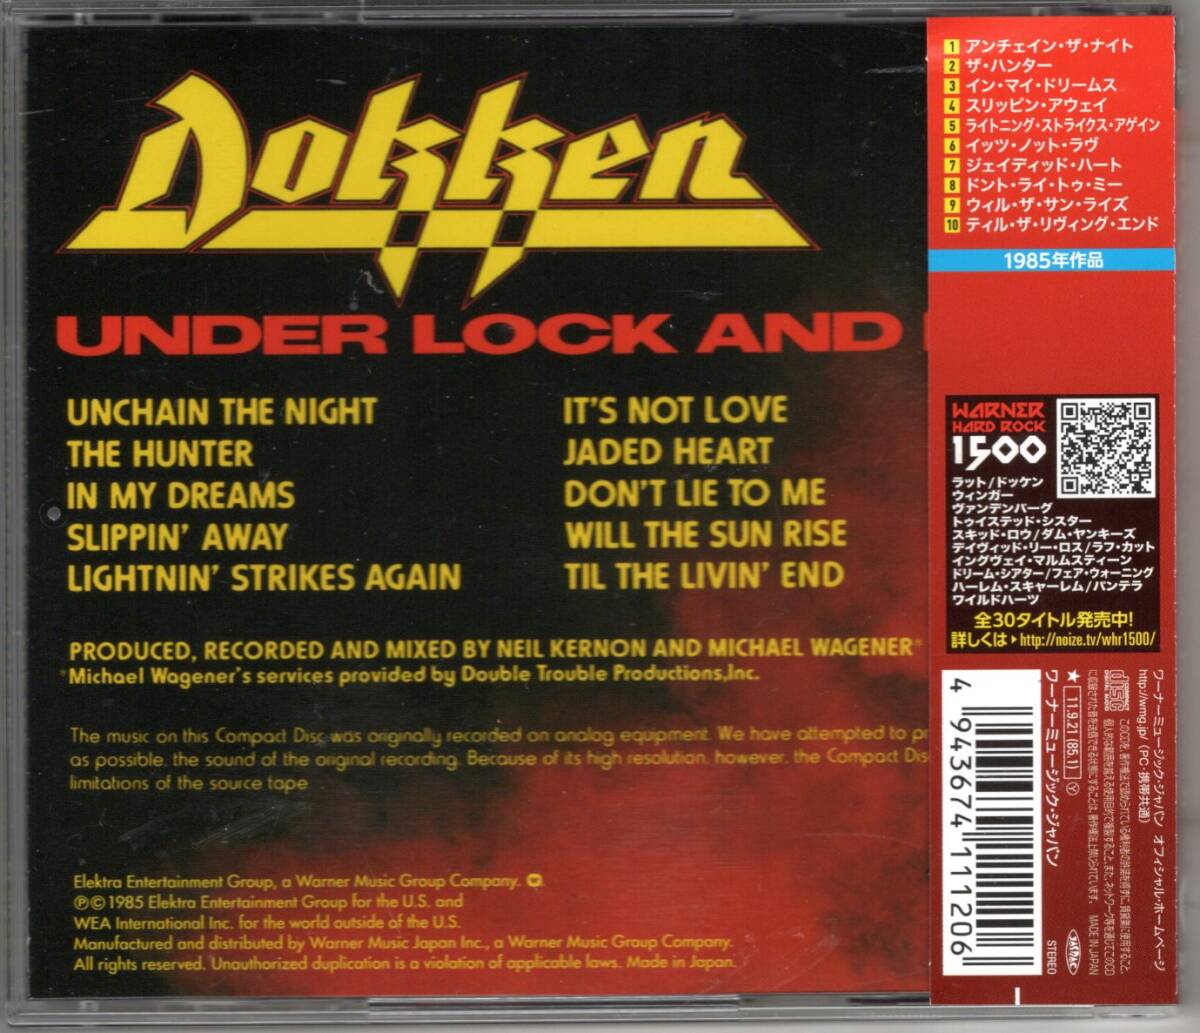 Dokken
UNDER LOCK AND
UNCHAIN THE NIGHT
THE HUNTER
IN MY DREAMS
SLIPPIN' AWAY
LIGHTNIN' STRIKES AGAIN
IT'S NOT LOVE
JADED HEART
DON'T LIE TO ME
WILL THE SUN RISE
TIL THE LIVIN' END
PRODUCED, RECORDED AND MIXED BY NEIL KERNON AND MICHAEL WAGENER*
*Michael Wagener's services provided by Double Trouble Productions,Inc.
The music on this Compact Disc was originally recorded on analog equipment. We have attempted to pr
as possible, the sound of the original recording. Because of its high resolution, however, the Compact Disc
limitations of the source tape
Elektra Entertainment Group, a Warner Music Group Company.
℗© 1985 Elektra Entertainment Group for the U.S. and
WEA International Inc. for the world outside of the U.S.
Manufactured and distributed by Warner Music Japan Inc., a Warner Music Group Company.
All rights reserved. Unauthorized duplication is a violation of applicable laws. Made in Japan.
1 アンチェイン・ザ・ナイト
2 ザ・ハンター
3 イン・マイ・ドリームス
4 スリッピン・アウェイ
5 ライトニング・ストライクス・アゲイン
6 イッツ・ノット・ラヴ
7 ジェイディッド・ハート
8 ドント・ライ・トゥ・ミー
9 ウィル・ザ・サン・ライズ
10 ティル・ザ・リヴィング・エンド
1985年作品
WARNER
HARD ROCK
1500
ラット/ドッケン
ウィンガー
ヴァンデンバーグ
トゥイステッド・シスター
スキッド・ロウ/ダム・ヤンキーズ
デイヴィッド・リー・ロス/ラフ・カット
イングヴェイ・マルムスティーン
ドリーム・シアター/フェア・ウォーニング
ハーレム・スキャーレム/パンテラ
ワイルドハーツ
全30タイトル発売中!
詳しくは▶http://noize.tv/whr1500/
ワーナーミュージック・ジャパン オフィシャル・ホームページ
http://wmg.jp/ (PC・携帯共通)
COMPACT
disc
DIGITAL AUDIO
MADE IN JAPAN
★ 11.9.21 (85.1) Ⓨ
ワーナーミュージック・ジャパン
STEREO
4 943674 111206